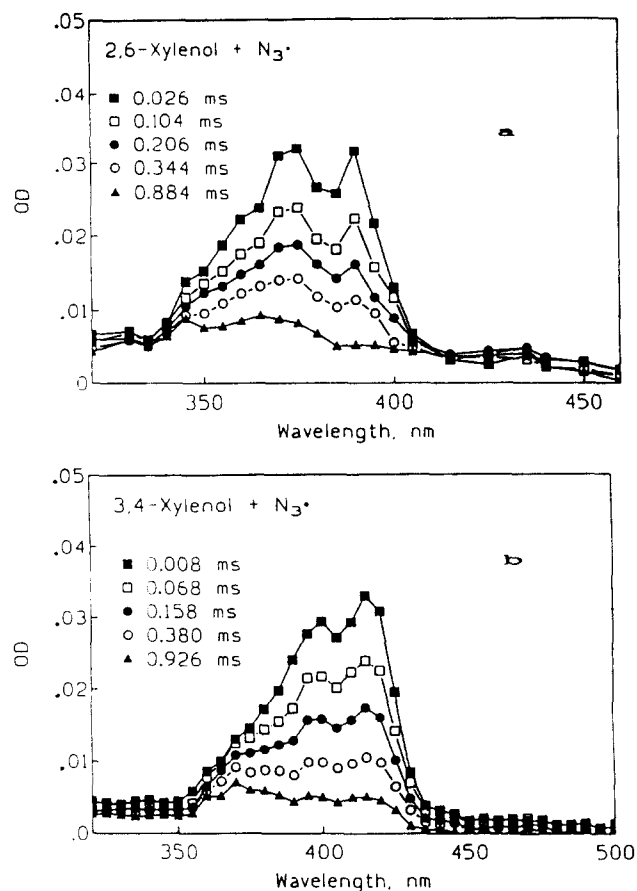 .05
2,6-Xylenol + N₃•
.04
■ 0.026 ms
□ 0.104 ms
a
● 0.206 ms
.03
○ 0.344 ms
▲ 0.884 ms
OD
.02
.01
0
350
400
450
Wavelength, nm
.05
3,4-Xylenol + N₃•
.04
■ 0.008 ms
b
□ 0.068 ms
● 0.158 ms
.03
○ 0.380 ms
▲ 0.926 ms
OD
.02
.01
.0
350
400
450
500
Wavelength, nm